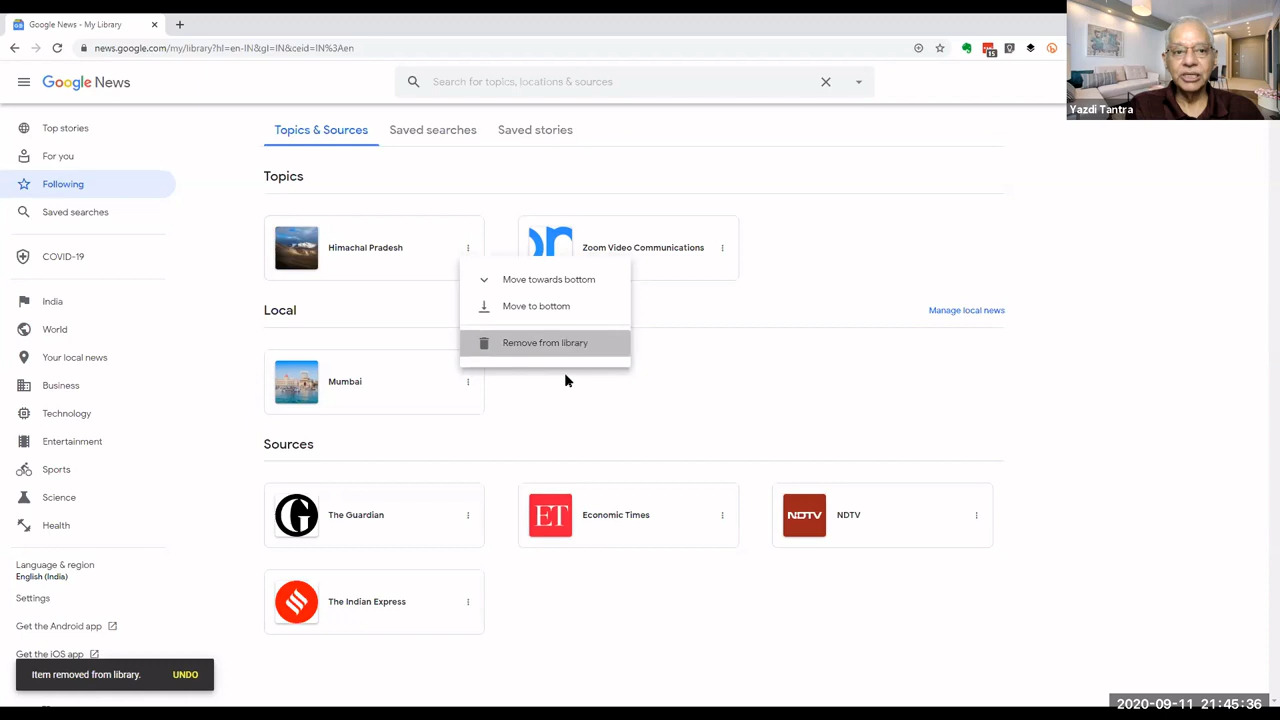 Google News - My Library
news.google.com/my/library?hl=en-IN&gl=IN&ceid=IN%3Aen
15
Yazdi Tantra
Google News
Search for topics, locations & sources
Top stories
For you
Following
Saved searches
COVID-19
India
World
Your local news
Business
Technology
Entertainment
Sports
Science
Health
Language & region
English (India)
Settings
Get the Android app
Get the iOS app
Item removed from library. UNDO
Topics & Sources Saved searches Saved stories
Topics
Himachal Pradesh
Zoom Video Communications
Move towards bottom
Move to bottom
Remove from library
Local
Manage local news
Mumbai
Sources
The Guardian
ET Economic Times
NDTV NDTV
The Indian Express
2020-09-11 21:45:36